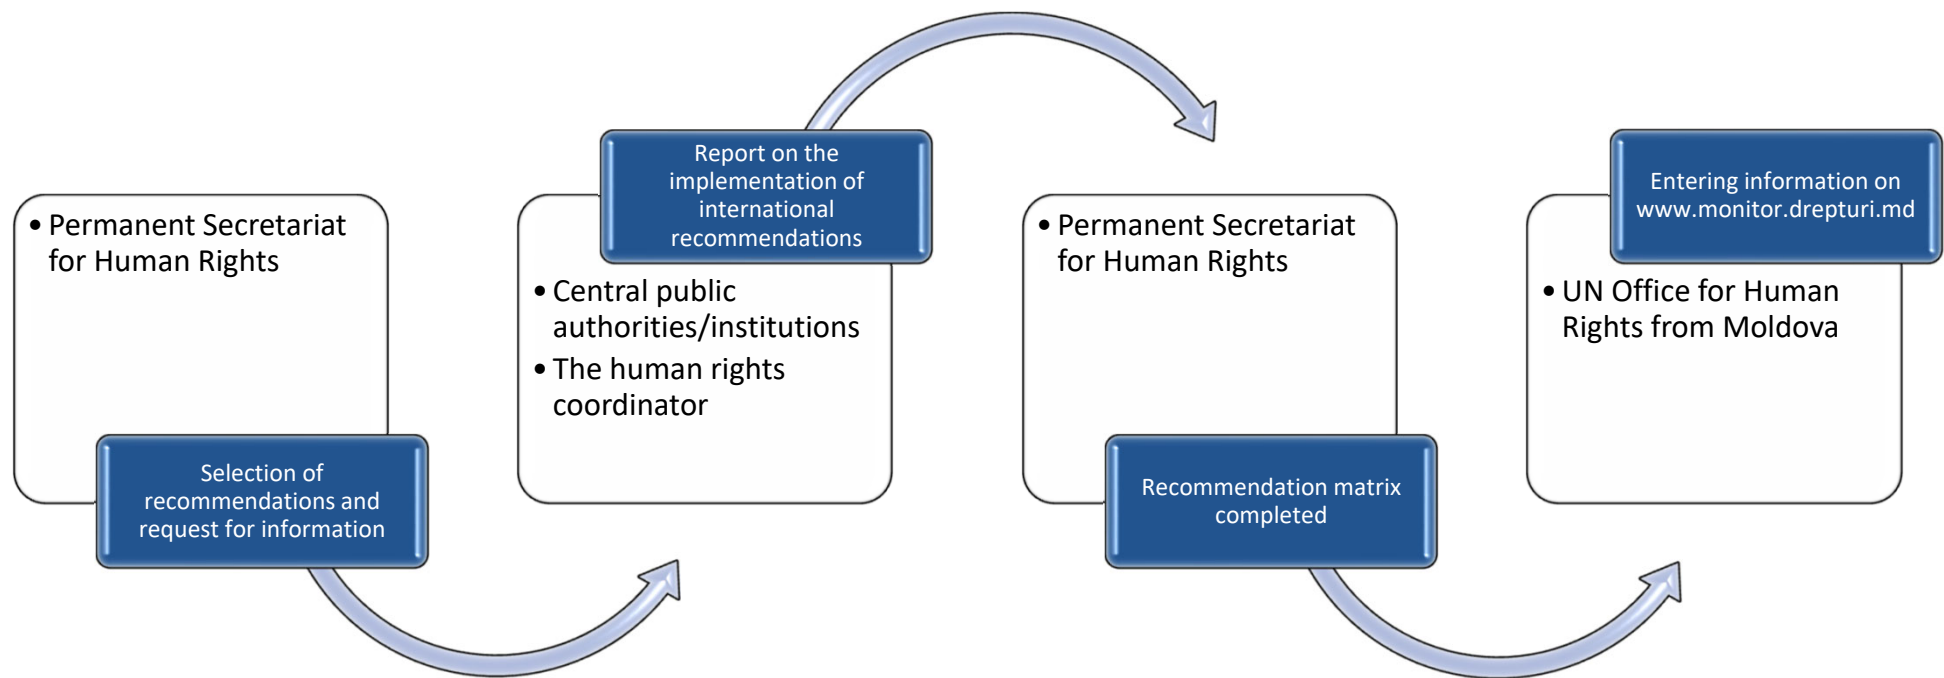 • Permanent Secretariat
for Human Rights
Selection of
recommendations and
request for information
Report on the
implementation of
international
recommendations
• Central public
authorities/institutions
• The human rights
coordinator
• Permanent Secretariat
for Human Rights
Recommendation matrix
completed
Entering information on
www.monitor.drepturi.md
• UN Office for Human
Rights from Moldova